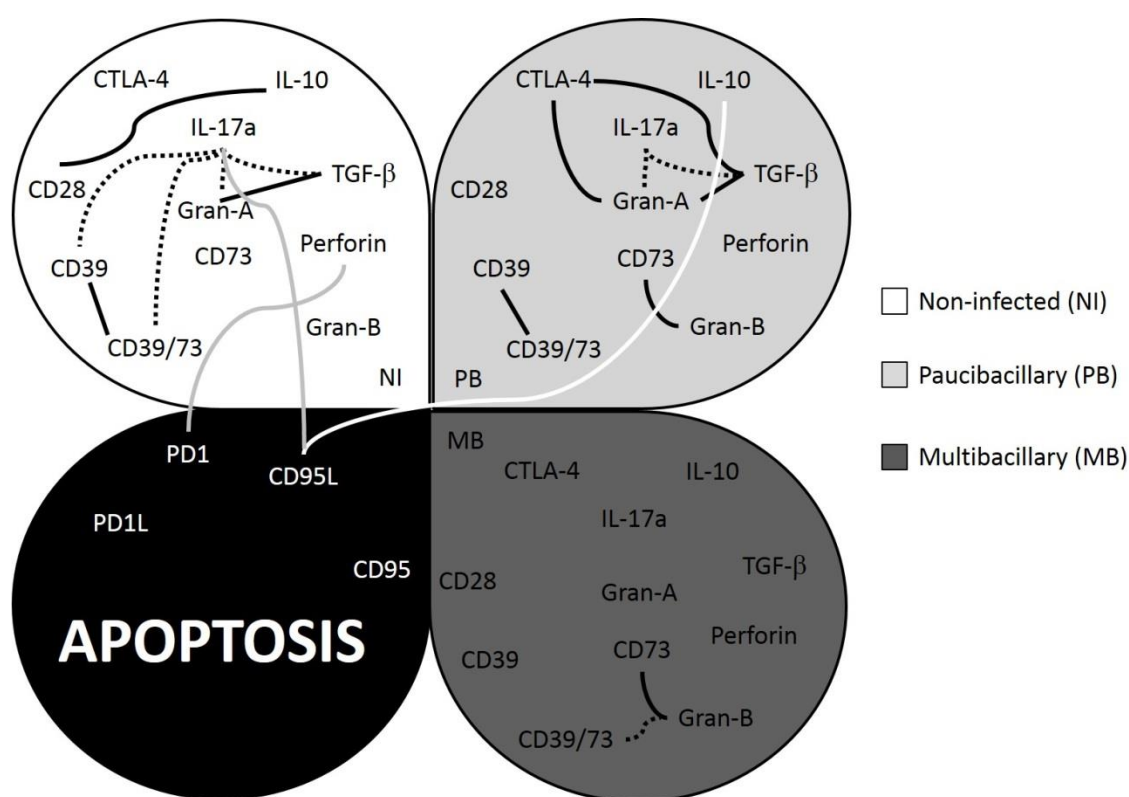 CTLA-4
IL-10
IL-17a
CD28
TGF-β
Gran-A
CD73
Perforin
CD39
Gran-B
CD39/73
NI
CTLA-4
IL-10
IL-17a
CD28
TGF-β
Gran-A
Perforin
CD73
CD39
Gran-B
CD39/73
PB
Non-infected (NI)
Paucibacillary (PB)
Multibacillary (MB)
PD1
CD95L
PD1L
CD95
APOPTOSIS
MB
CTLA-4
IL-10
IL-17a
TGF-β
CD28
Gran-A
Perforin
CD73
CD39
Gran-B
CD39/73